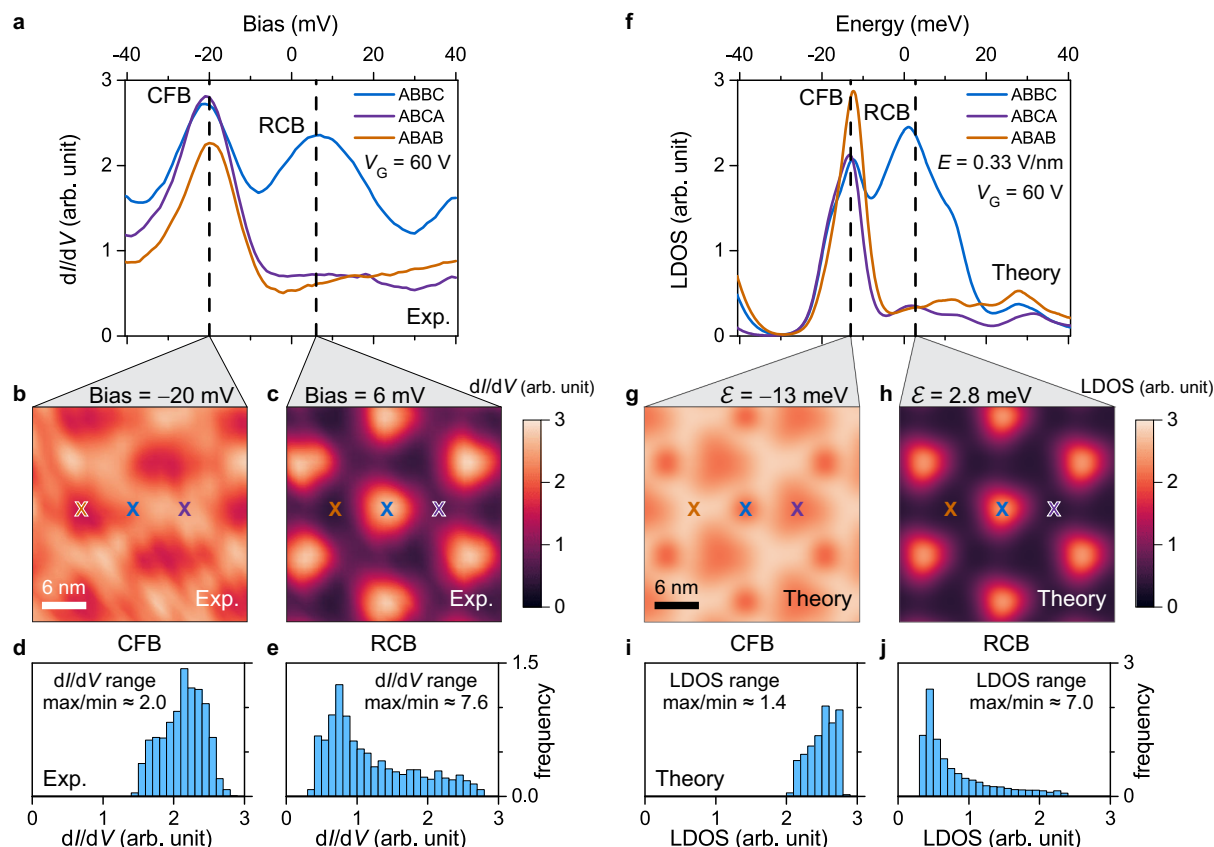 a
Bias (mV)
-40 -20 0 20 40
3
2
1
0
dI/dV (arb. unit)
CFB
RCB
ABBC
ABCA
ABAB
VG = 60 V
Exp.
f
Energy (meV)
-40 -20 0 20 40
3
2
1
0
LDOS (arb. unit)
CFB
RCB
ABBC
ABCA
ABAB
E = 0.33 V/nm
VG = 60 V
Theory
b
Bias = −20 mV
X X X
6 nm
Exp.
c
Bias = 6 mV
X X X
Exp.
dI/dV (arb. unit)
3
2
1
0
g
ℰ = −13 meV
X X X
6 nm
Theory
h
ℰ = 2.8 meV
X X X
Theory
LDOS (arb. unit)
3
2
1
0
d
CFB
dI/dV range
max/min ≈ 2.0
Exp.
0 1 2 3
dI/dV (arb. unit)
e
RCB
dI/dV range
max/min ≈ 7.6
1.5
0.0
frequency
0 1 2 3
dI/dV (arb. unit)
i
CFB
LDOS range
max/min ≈ 1.4
Theory
0 1 2 3
LDOS (arb. unit)
j
RCB
LDOS range
max/min ≈ 7.0
3
0
frequency
0 1 2 3
LDOS (arb. unit)